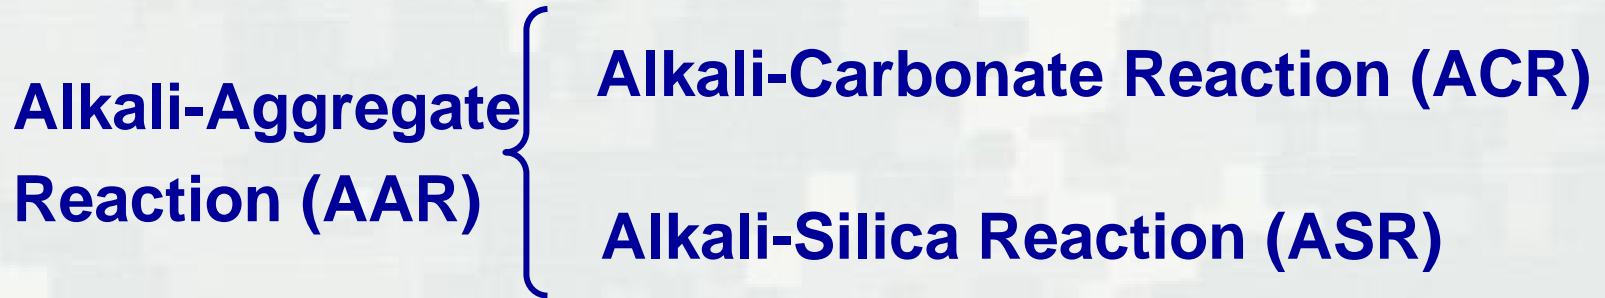 Alkali-Aggregate
Reaction (AAR)
Alkali-Carbonate Reaction (ACR)
Alkali-Silica Reaction (ASR)